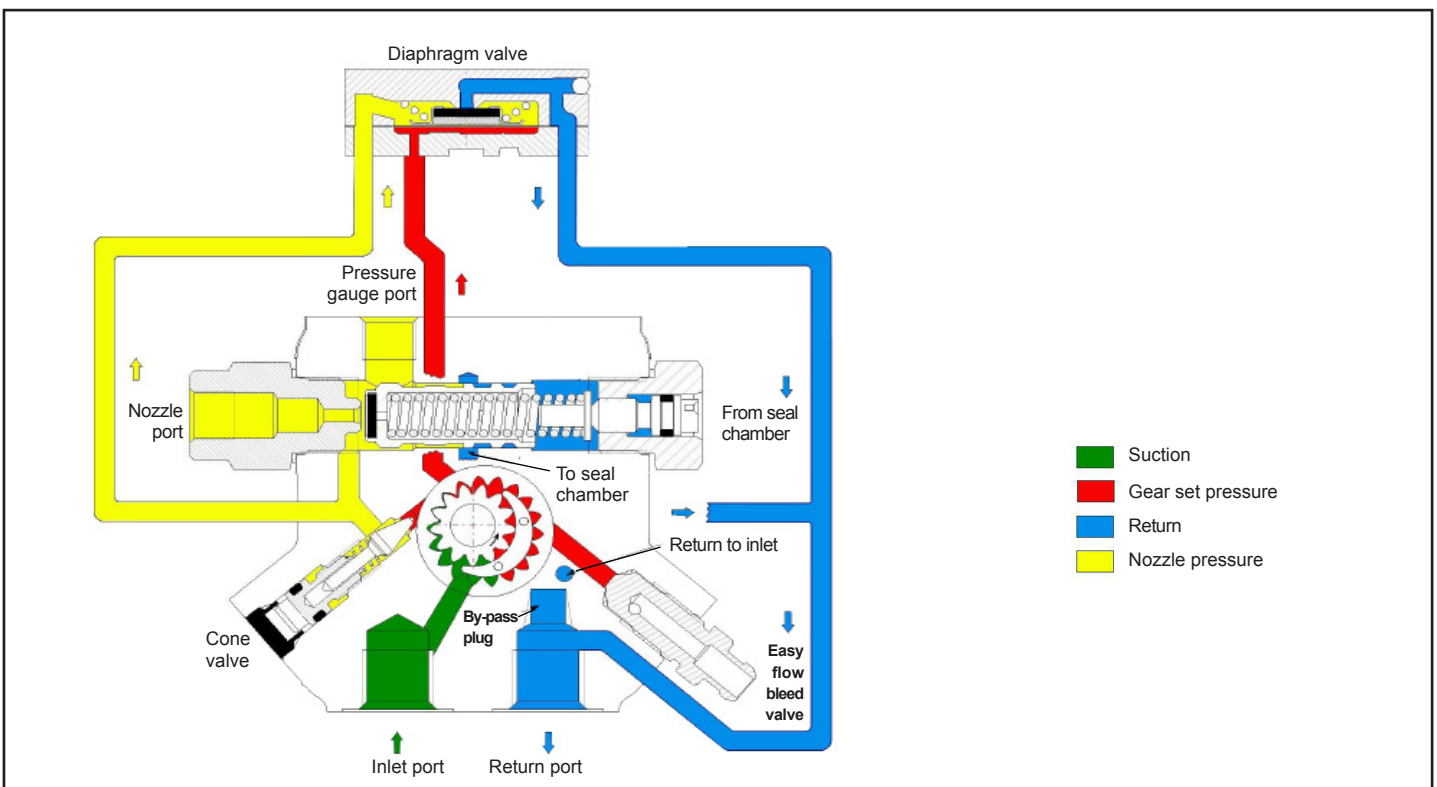 Diaphragm valve
Pressure
gauge port
Nozzle
port
From seal
chamber
To seal
chamber
Return to inlet
By-pass
plug
Cone
valve
Easy
flow
bleed
valve
Inlet port
Return port
Suction
Gear set pressure
Return
Nozzle pressure